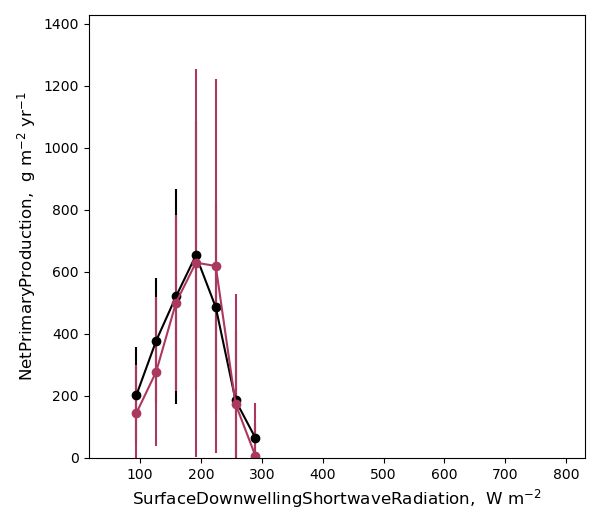 1400
1200
1000
800
600
400
200
0
NetPrimaryProduction,  g m⁻² yr⁻¹
100 200 300 400 500 600 700 800
SurfaceDownwellingShortwaveRadiation,  W m⁻²